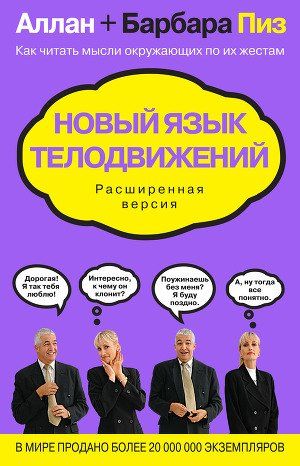 Аллан + Барбара Пиз
Как читать мысли окружающих по их жестам
НОВЫЙ ЯЗЫК
ТЕЛОДВИЖЕНИЙ
Расширенная
версия
Дорогая!
Я так тебя
люблю!
Интересно,
к чему он
клонит?
Поужинаешь
без меня?
Я буду
поздно.
А, ну тогда
все
понятно.
В МИРЕ ПРОДАНО БОЛЕЕ 20 000 000 ЭКЗЕМПЛЯРОВ